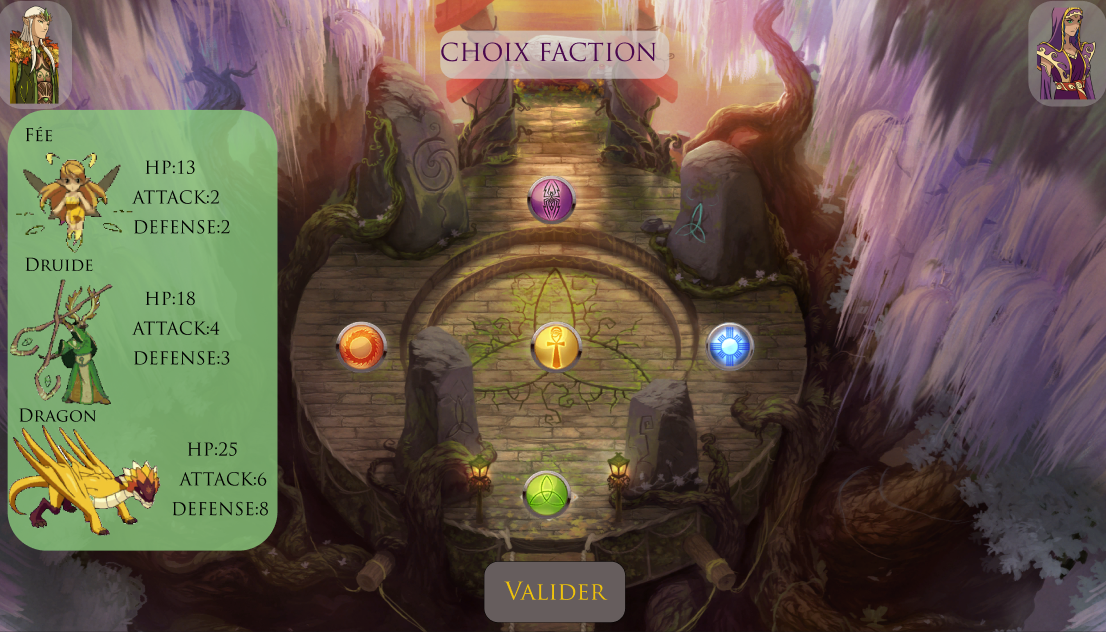 CHOIX FACTION
FÉE
HP:13
ATTACK:2
DEFENSE:2
DRUIDE
HP:18
ATTACK:4
DEFENSE:3
DRAGON
HP:25
ATTACK:6
DEFENSE:8
VALIDER